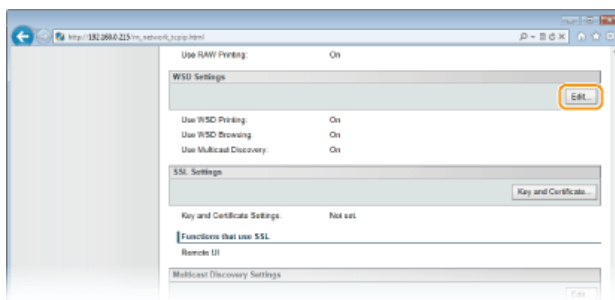 http://192.168.0.215/m_network_tcpip.html
Use RAW Printing: On
WSD Settings
Edit...
Use WSD Printing: On
Use WSD Browsing: On
Use Multicast Discovery: On
SSL Settings
Key and Certificate...
Key and Certificate Settings: Not set.
Functions that use SSL
Remote UI
Multicast Discovery Settings
Edit...